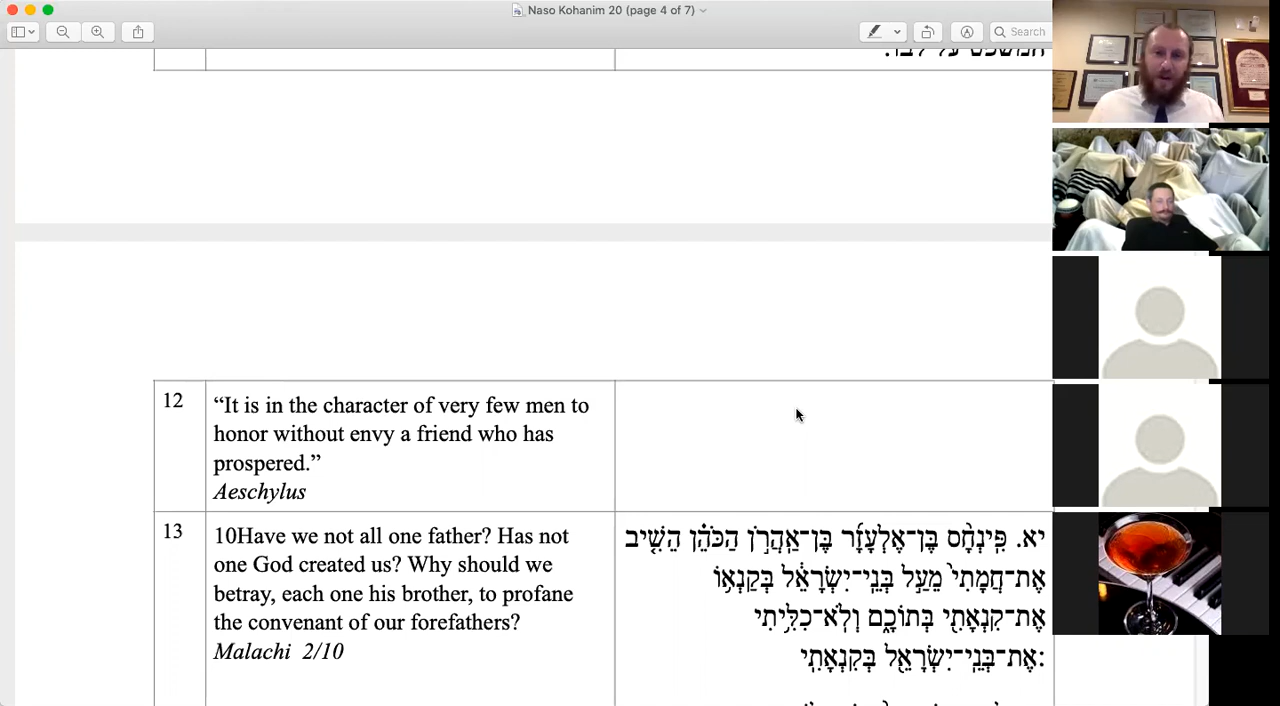 Naso Kohanim 20 (page 4 of 7)
Search
המשפט על לבו.
12
“It is in the character of very few men to
honor without envy a friend who has
prospered.”
Aeschylus
13
10Have we not all one father? Has not
one God created us? Why should we
betray, each one his brother, to profane
the convenant of our forefathers?
Malachi 2/10
יא. פִּֽינְחָ֨ס בֶּן־אֶלְעָזָ֜ר בֶּן־אַהֲרֹ֣ן הַכֹּהֵ֗ן הֵשִׁ֤יב
אֶת־חֲמָתִי֙ מֵעַ֣ל בְּנֵֽי־יִשְׂרָאֵ֔ל בְּקַנְא֥וֹ
אֶת־קִנְאָתִ֖י בְּתוֹכָ֑ם וְלֹֽא־כִלִּ֥יתִי
אֶת־בְּנֵֽי־יִשְׂרָאֵ֖ל בְּקִנְאָתִֽי: